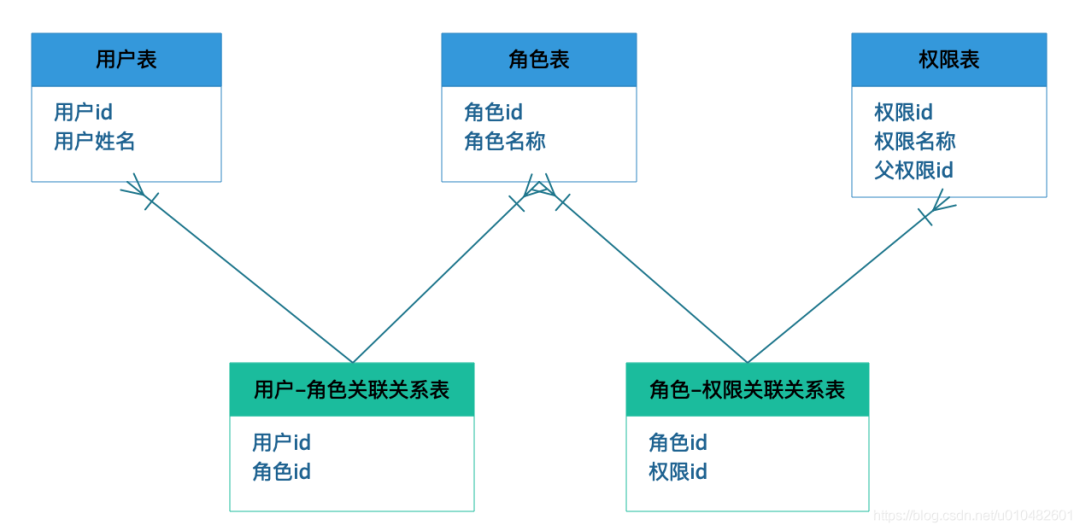 用户表
用户id
用户姓名
角色表
角色id
角色名称
权限表
权限id
权限名称
父权限id
用户-角色关联关系表
用户id
角色id
角色-权限关联关系表
角色id
权限id
https://blog.csdn.net/u010482601